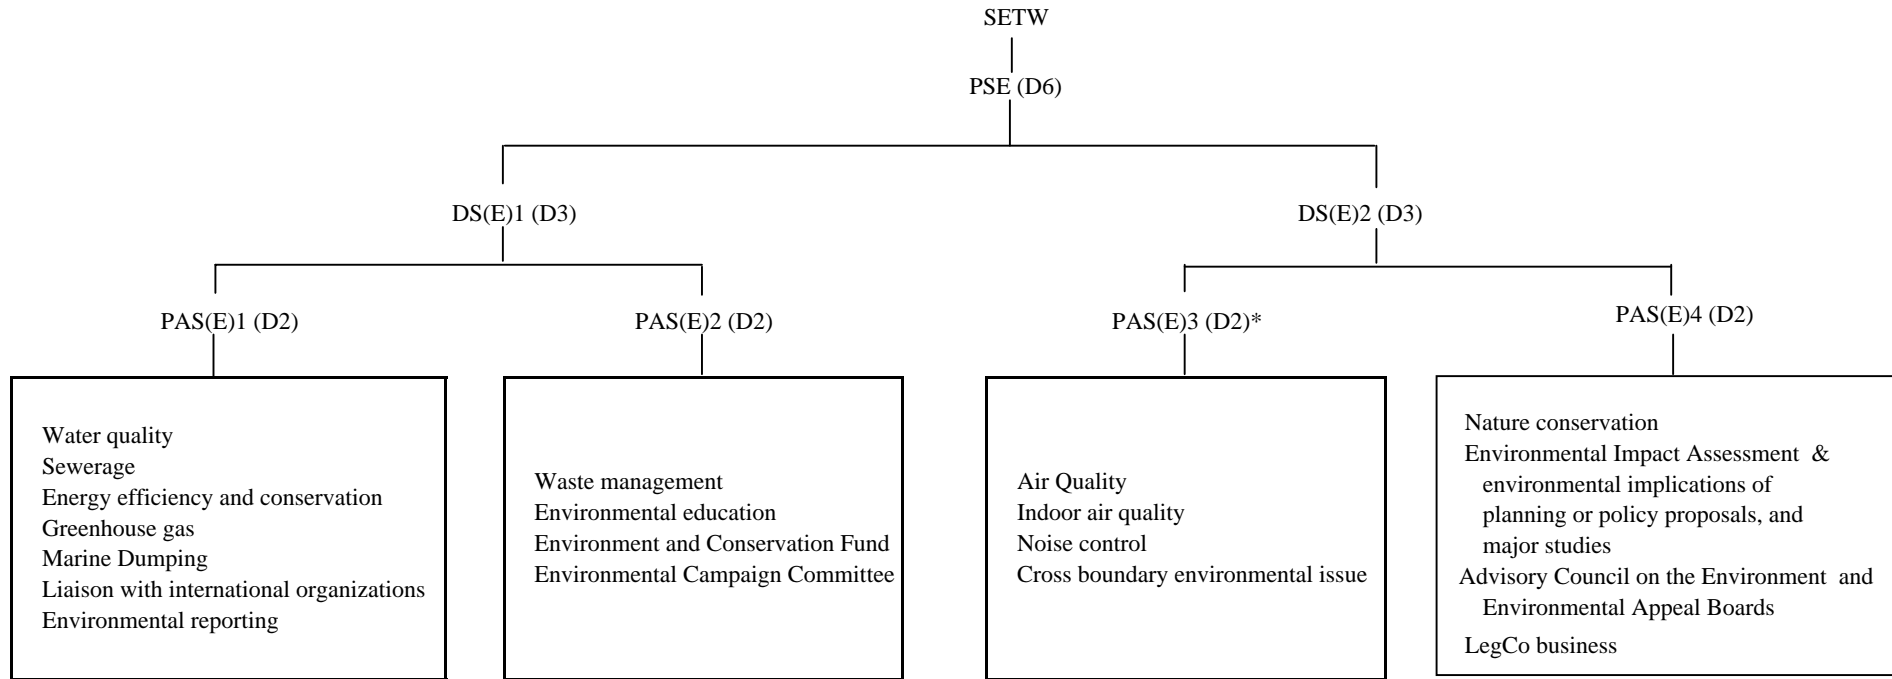 SETW
PSE (D6)
DS(E)1 (D3)
DS(E)2 (D3)
PAS(E)1 (D2)
PAS(E)2 (D2)
PAS(E)3 (D2)*
PAS(E)4 (D2)
Water quality
Sewerage
Energy efficiency and conservation
Greenhouse gas
Marine Dumping
Liaison with international organizations
Environmental reporting
Waste management
Environmental education
Environment and Conservation Fund
Environmental Campaign Committee
Air Quality
Indoor air quality
Noise control
Cross boundary environmental issue
Nature conservation
Environmental Impact Assessment &
environmental implications of
planning or policy proposals, and
major studies
Advisory Council on the Environment and
Environmental Appeal Boards
LegCo business